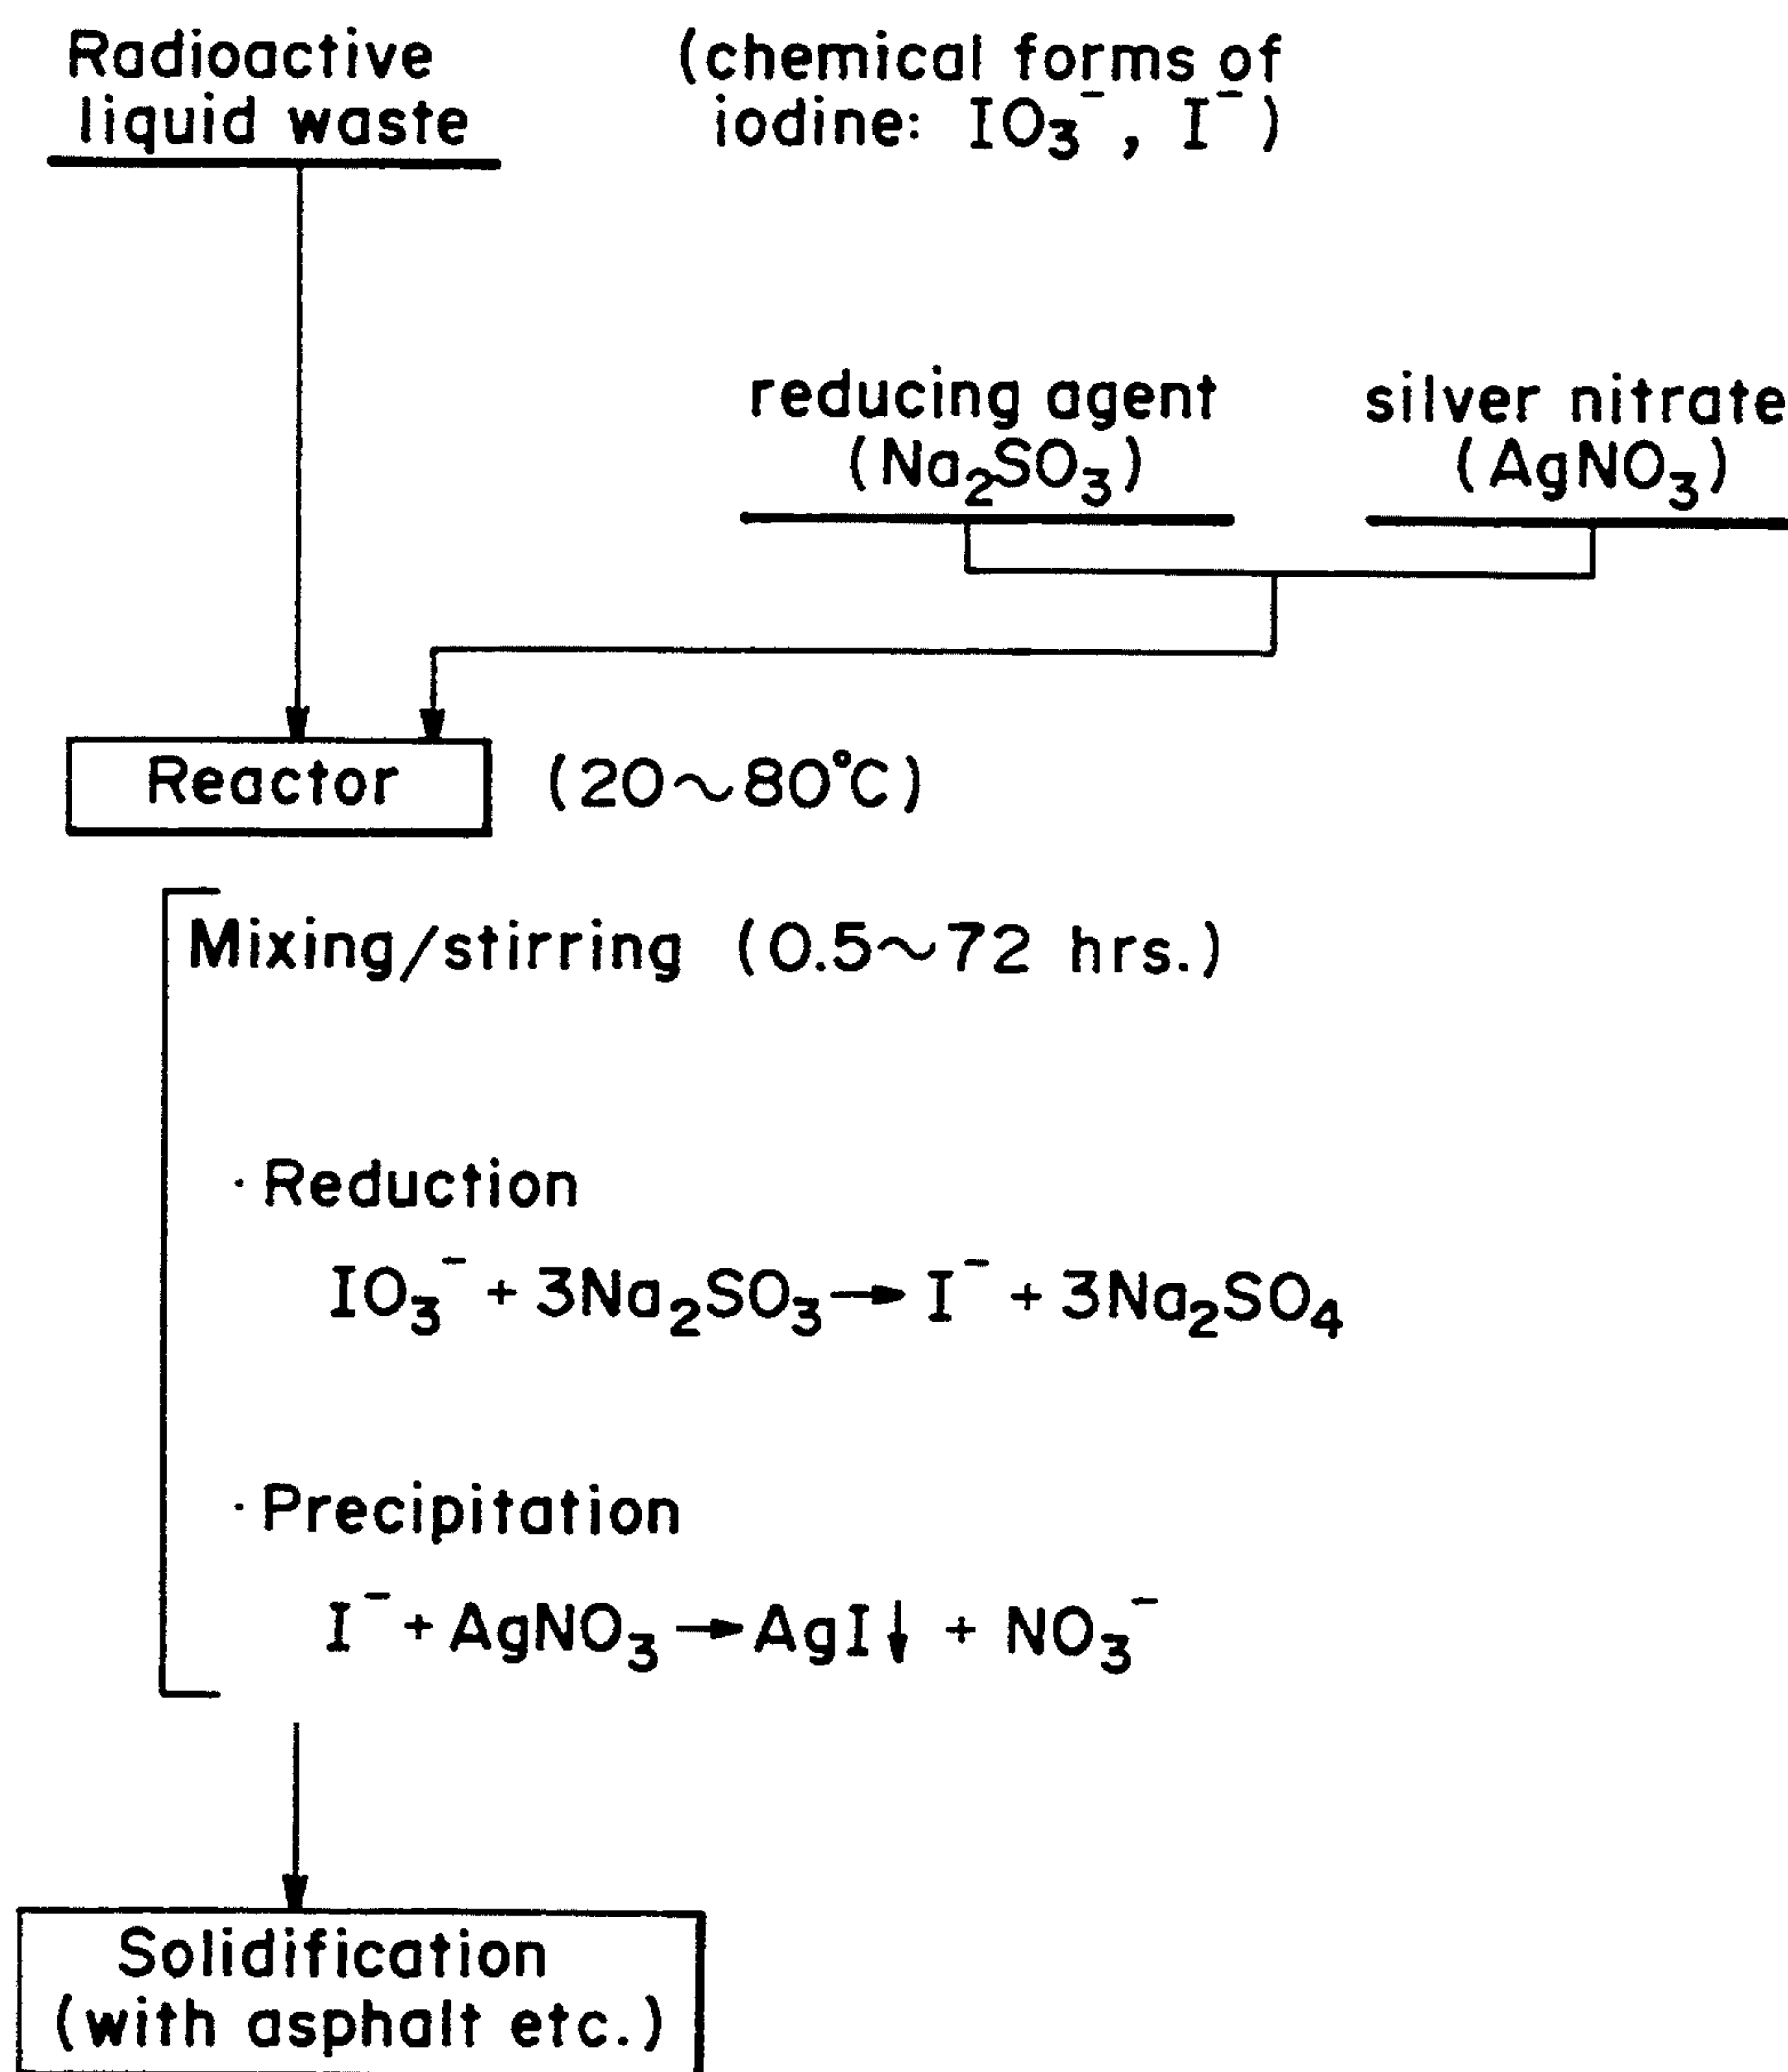 Radioactive
liquid waste
(chemical forms of
iodine: IO₃⁻, I⁻)
reducing agent
(Na₂SO₃)
silver nitrate
(AgNO₃)
Reactor
(20~80°C)
Mixing/stirring (0.5~72 hrs.)
· Reduction
IO₃⁻ + 3Na₂SO₃ → I⁻ + 3Na₂SO₄
· Precipitation
I⁻ + AgNO₃ → AgI↓ + NO₃⁻
Solidification
(with asphalt etc.)